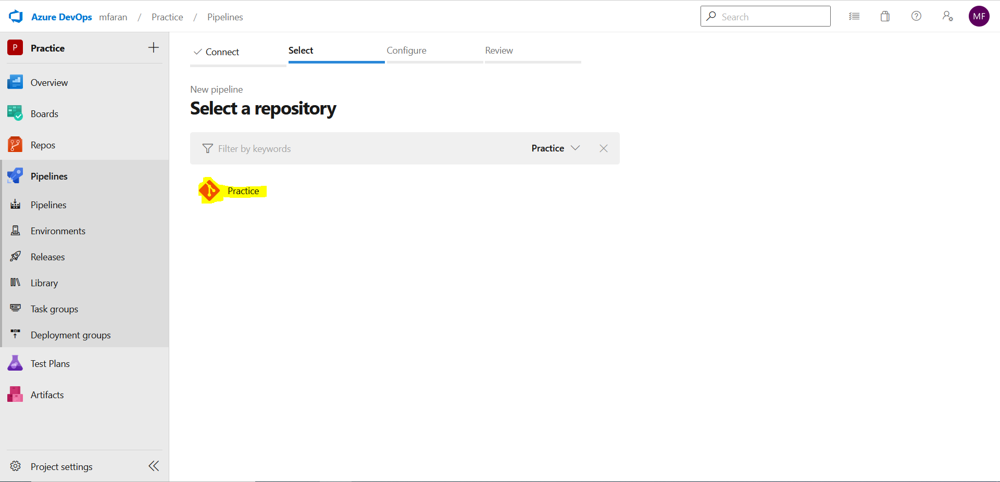 Azure DevOps mfaran / Practice / Pipelines
Search
MF
P Practice
Overview
Boards
Repos
Pipelines
Pipelines
Environments
Releases
Library
Task groups
Deployment groups
Test Plans
Artifacts
Project settings
Connect Select Configure Review
New pipeline
Select a repository
Filter by keywords Practice
Practice